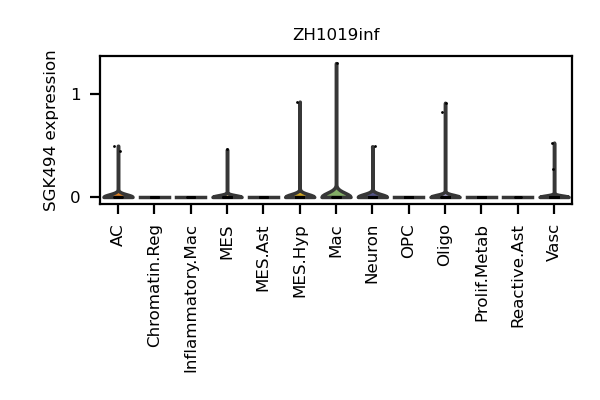 ZH1019inf
SGK494 expression
1
0
AC
Chromatin.Reg
Inflammatory.Mac
MES
MES.Ast
MES.Hyp
Mac
Neuron
OPC
Oligo
Prolif.Metab
Reactive.Ast
Vasc